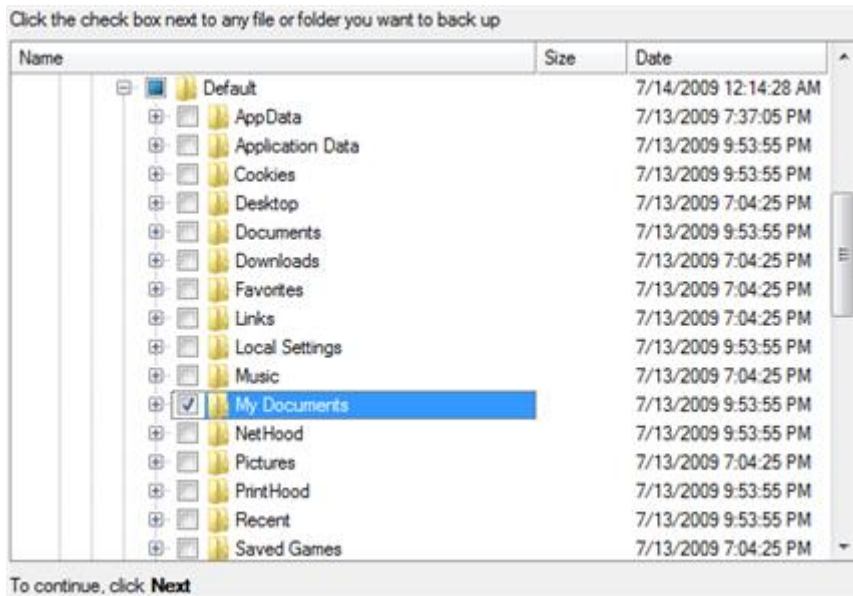 Click the check box next to any file or folder you want to back up
Name Size Date
Default 7/14/2009 12:14:28 AM
AppData 7/13/2009 7:37:05 PM
Application Data 7/13/2009 9:53:55 PM
Cookies 7/13/2009 9:53:55 PM
Desktop 7/13/2009 7:04:25 PM
Documents 7/13/2009 9:53:55 PM
Downloads 7/13/2009 7:04:25 PM
Favorites 7/13/2009 7:04:25 PM
Links 7/13/2009 7:04:25 PM
Local Settings 7/13/2009 9:53:55 PM
Music 7/13/2009 7:04:25 PM
My Documents 7/13/2009 9:53:55 PM
NetHood 7/13/2009 9:53:55 PM
Pictures 7/13/2009 7:04:25 PM
PrintHood 7/13/2009 9:53:55 PM
Recent 7/13/2009 9:53:55 PM
Saved Games 7/13/2009 7:04:25 PM
To continue, click Next